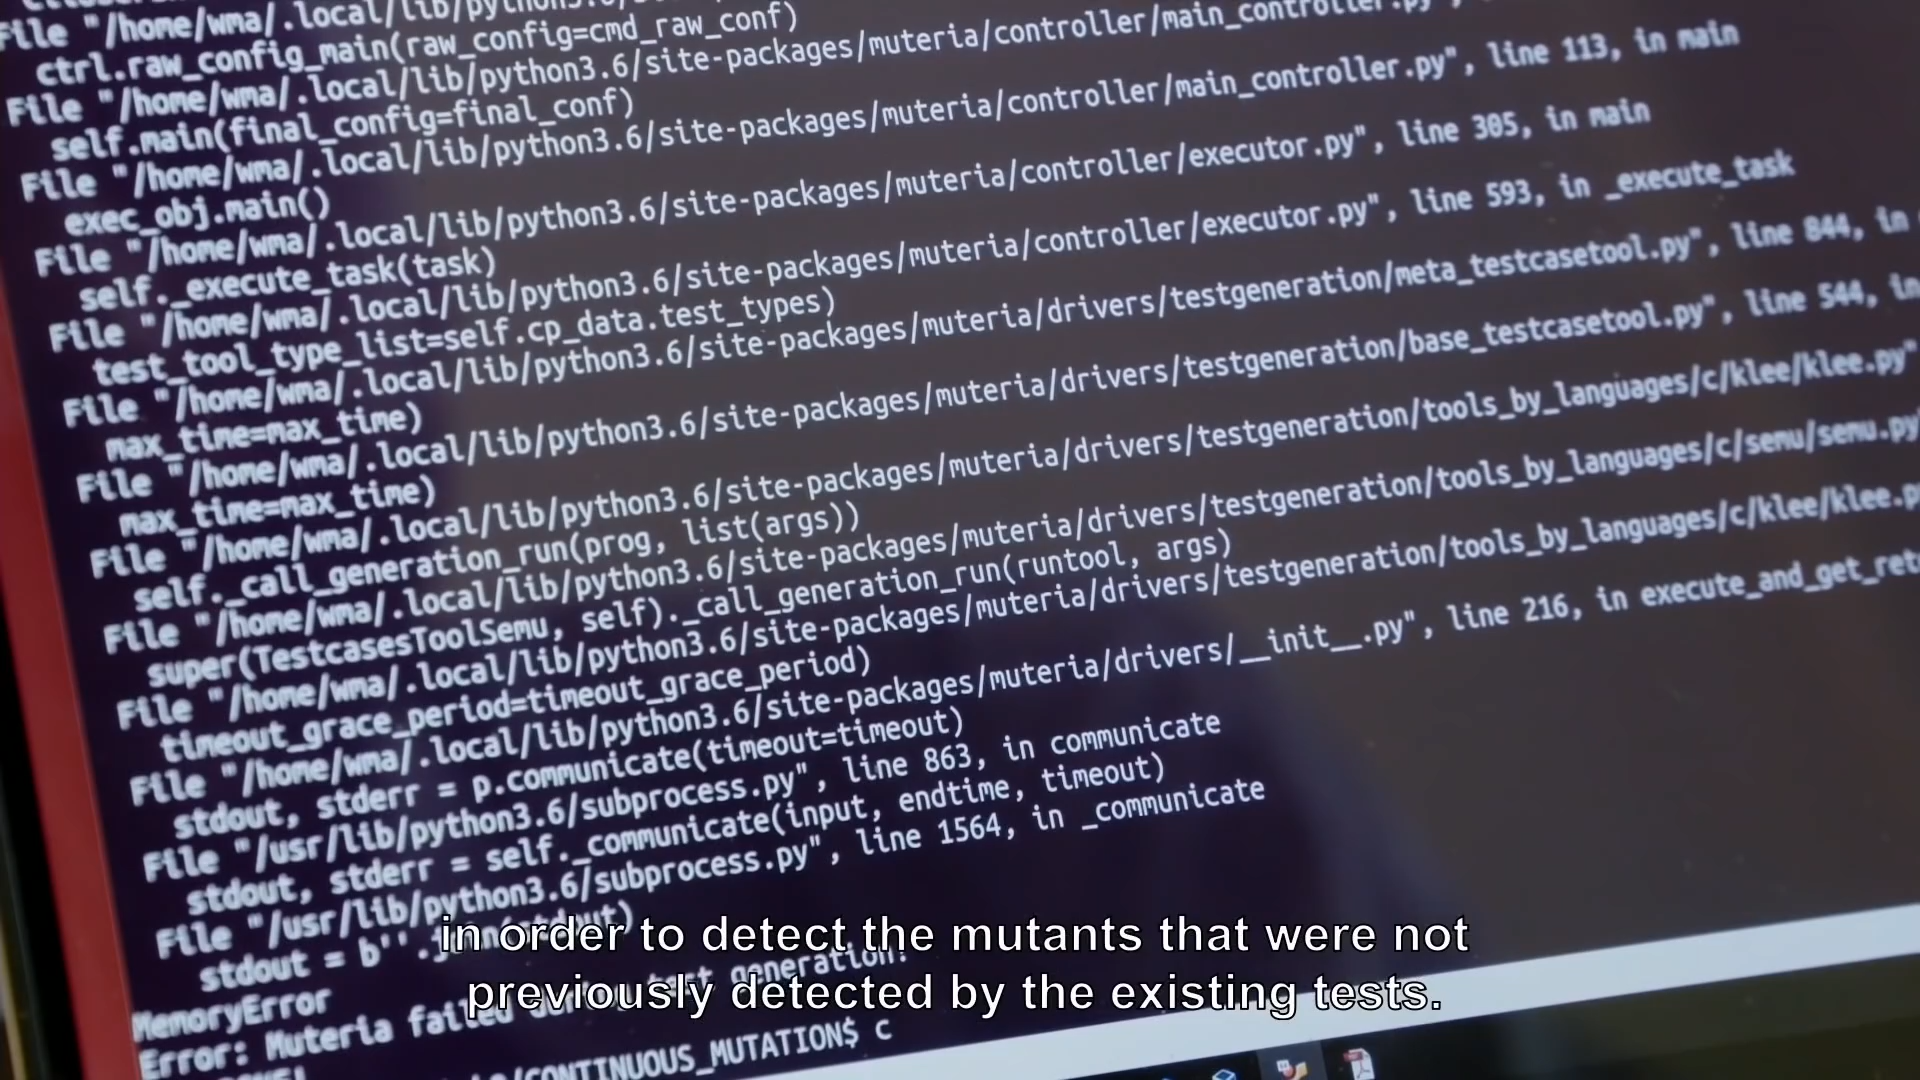 File "/home/wma/.local/lib/
ctrl.raw_config_main(raw_config=cmd_raw_conf)
File "/home/wma/.local/lib/python3.6/site-packages/muteria/controller/main_controller.py",
self.main(final_config=final_conf)
File "/home/wma/.local/lib/python3.6/site-packages/muteria/controller/main_controller.py", line 113, in main
exec_obj.main()
File "/home/wma/.local/lib/python3.6/site-packages/muteria/controller/executor.py", line 305, in main
self._execute_task(task)
File "/home/wma/.local/lib/python3.6/site-packages/muteria/controller/executor.py", line 593, in _execute_task
test_tool_type_list=self.cp_data.test_types)
File "/home/wma/.local/lib/python3.6/site-packages/muteria/drivers/testgeneration/meta_testcasetool.py", line 844, in
max_time=max_time)
File "/home/wma/.local/lib/python3.6/site-packages/muteria/drivers/testgeneration/base_testcasetool.py", line 544, in
max_time=max_time)
File "/home/wma/.local/lib/python3.6/site-packages/muteria/drivers/testgeneration/tools_by_languages/c/klee/klee.py"
self._call_generation_run(prog, list(args))
File "/home/wma/.local/lib/python3.6/site-packages/muteria/drivers/testgeneration/tools_by_languages/c/semu/semu.py
super(TestcasesToolSemu, self)._call_generation_run(runtool, args)
File "/home/wma/.local/lib/python3.6/site-packages/muteria/drivers/testgeneration/tools_by_languages/c/klee/klee.p
timeout_grace_period=timeout_grace_period)
File "/home/wma/.local/lib/python3.6/site-packages/muteria/drivers/__init__.py", line 216, in execute_and_get_ret
stdout, stderr = p.communicate(timeout=timeout)
File "/usr/lib/python3.6/subprocess.py", line 863, in communicate
stdout, stderr = self._communicate(input, endtime, timeout)
File "/usr/lib/python3.6/subprocess.py", line 1564, in _communicate
stdout = b''
MemoryError
Error: Muteria failed test generation!
/CONTINUOUS_MUTATION$ c
in order to detect the mutants that were not
previously detected by the existing tests.